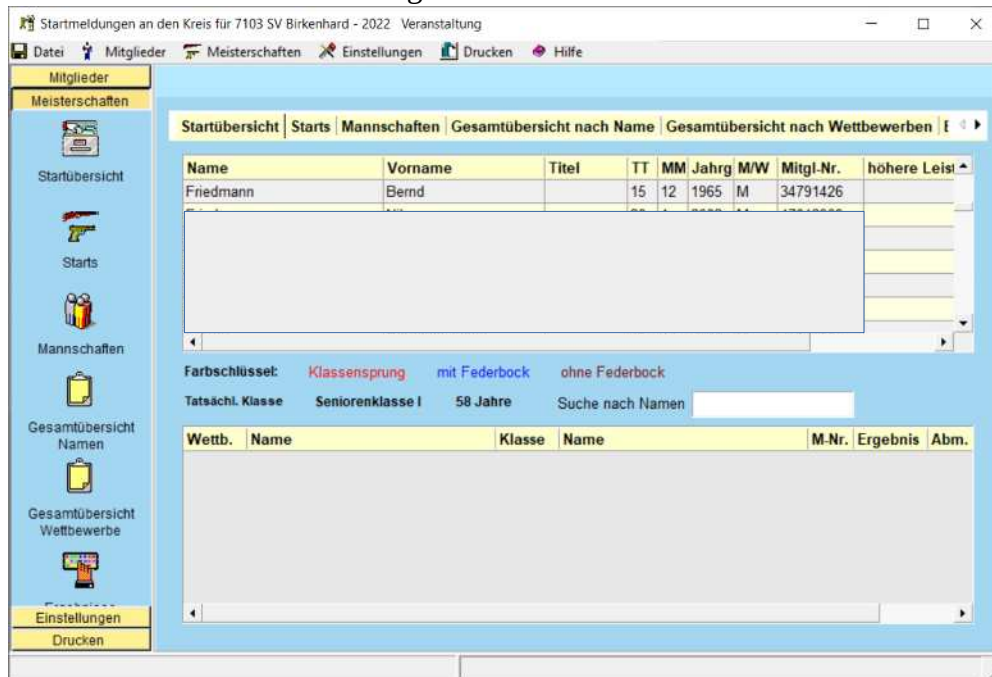 Startmeldungen an den Kreis für 7103 SV Birkenhard - 2022 Veranstaltung
Datei Mitglieder Meisterschaften Einstellungen Drucken Hilfe
Mitglieder
Meisterschaften
Startübersicht
Starts
Mannschaften
Gesamtübersicht
Namen
Gesamtübersicht
Wettbewerbe
Einstellungen
Drucken
Startübersicht Starts Mannschaften Gesamtübersicht nach Name Gesamtübersicht nach Wettbewerben
Name Vorname Titel TT MM Jahrg M/W Mitgl-Nr. höhere Leist
Friedmann Bernd 15 12 1965 M 34791426
Farbschlüssel: Klassensprung mit Federbock ohne Federbock
Tatsächl. Klasse Seniorenklasse I 58 Jahre Suche nach Namen
Wettb. Name Klasse Name M-Nr. Ergebnis Abm.